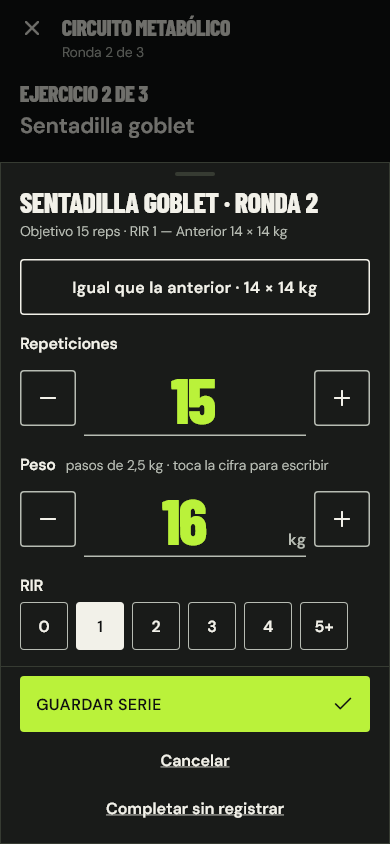 CIRCUITO METABÓLICO
Ronda 2 de 3
EJERCICIO 2 DE 3
Sentadilla goblet
SENTADILLA GOBLET · RONDA 2
Objetivo 15 reps · RIR 1 — Anterior 14 × 14 kg
Igual que la anterior · 14 × 14 kg
Repeticiones
− 15 +
Peso pasos de 2,5 kg · toca la cifra para escribir
− 16 kg +
RIR
0 1 2 3 4 5+
GUARDAR SERIE
Cancelar
Completar sin registrar